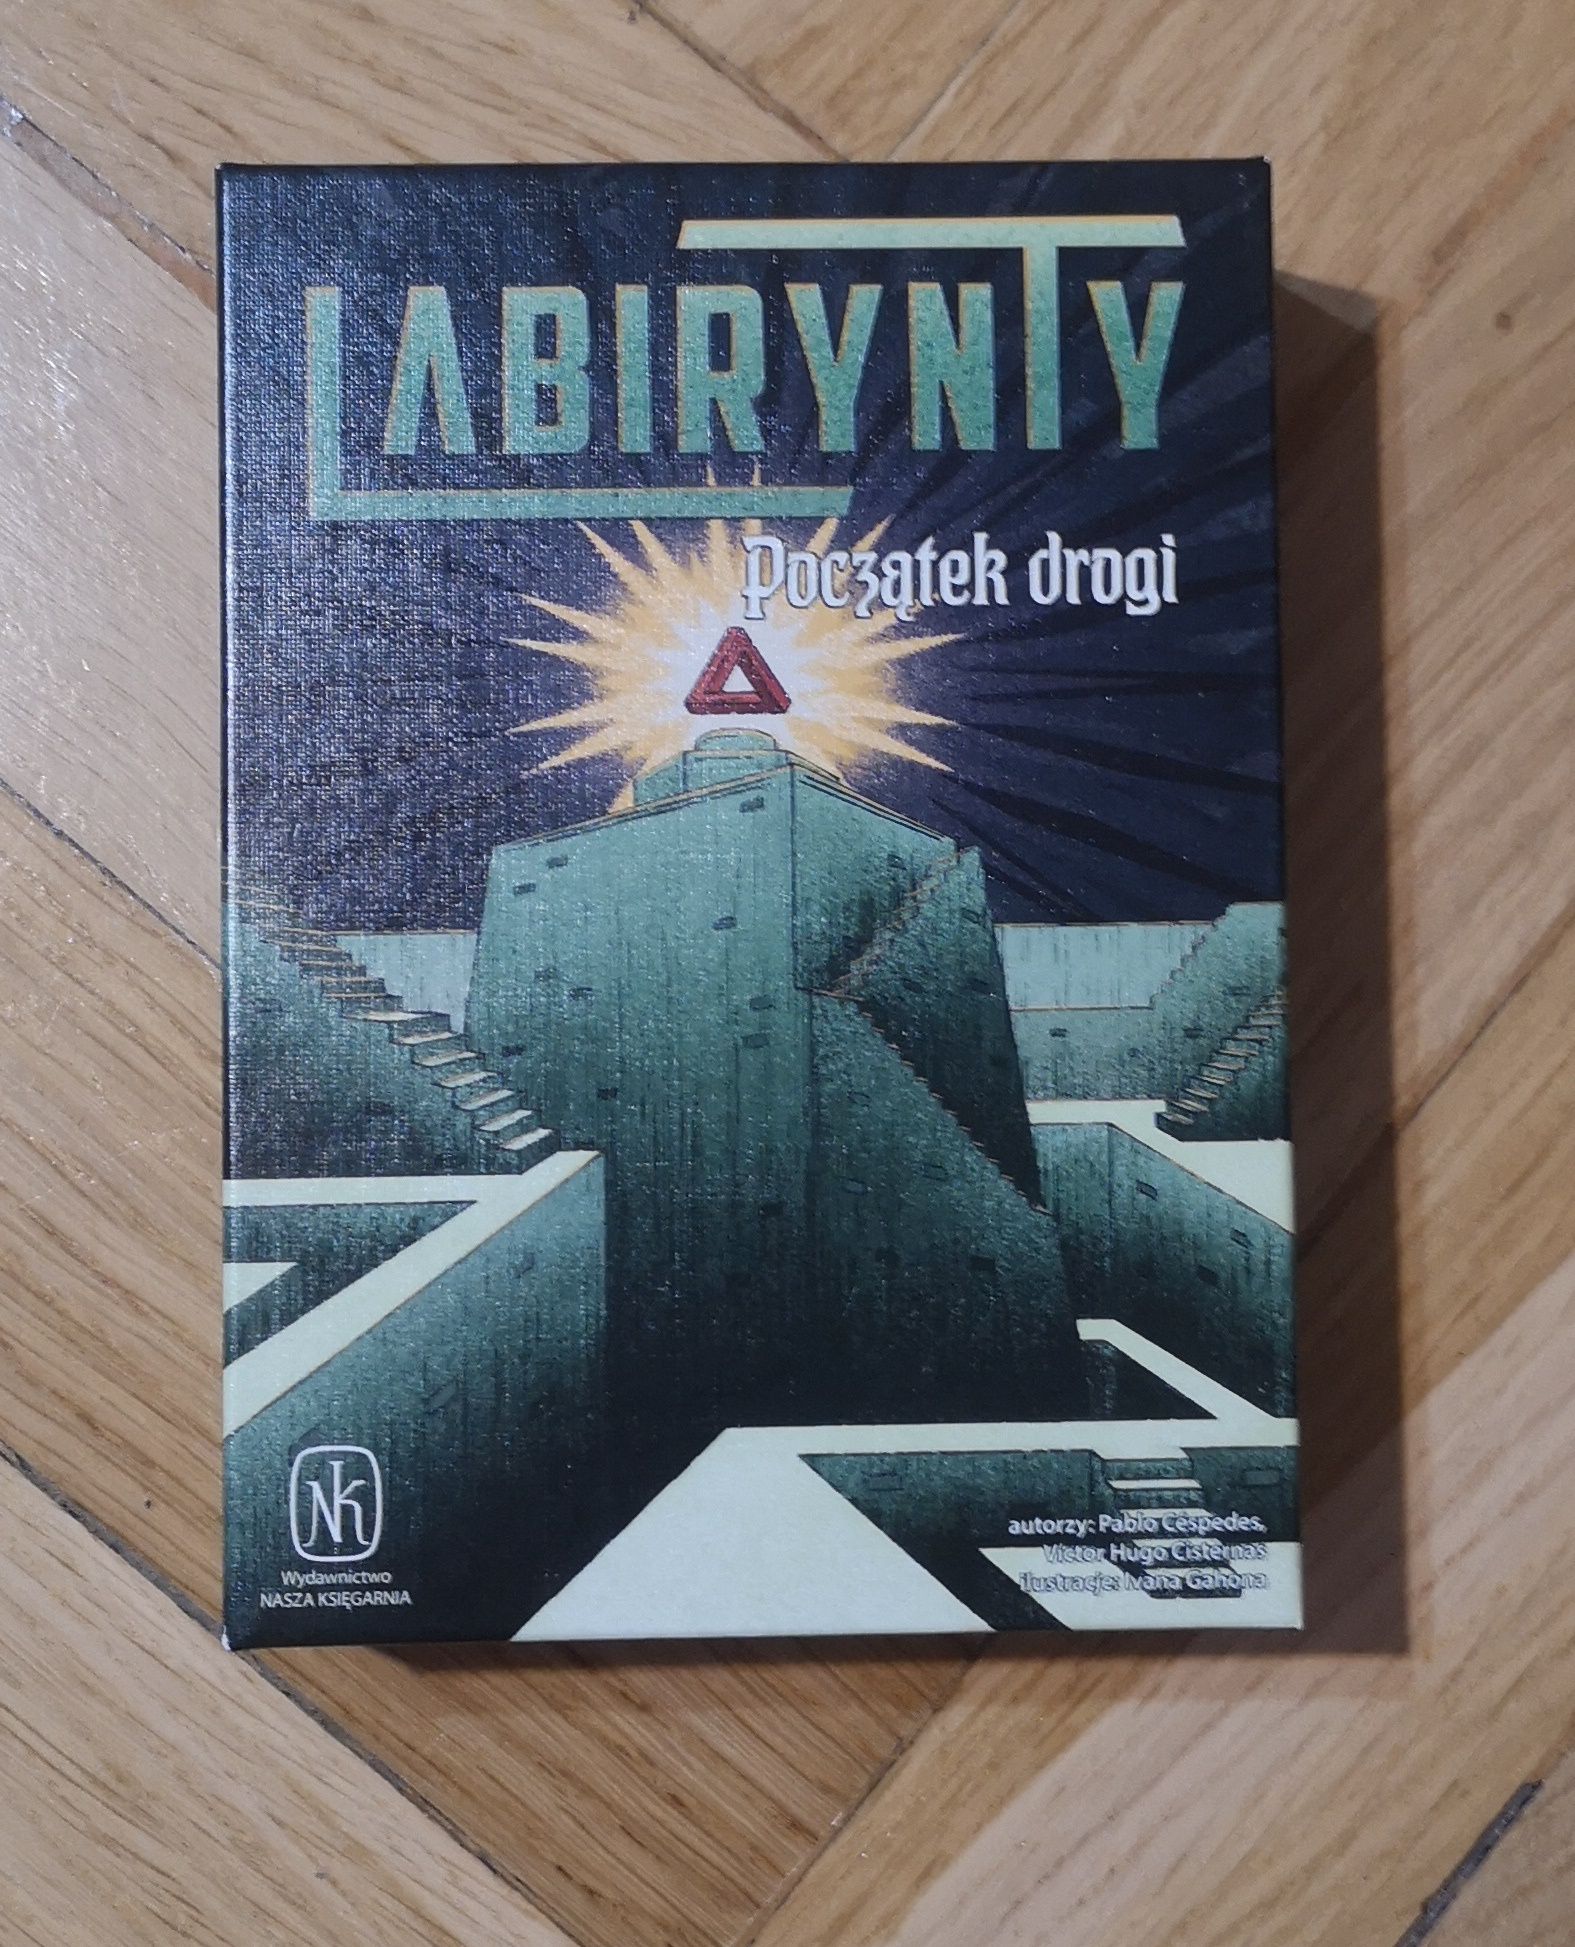 LABIRYNTY
Początek drogi
NK
Wydawnictwo
NASZA KSIĘGARNIA
autorzy: Pablo Céspedes,
Víctor Hugo Cisternas
ilustracje: Ivana Gahona